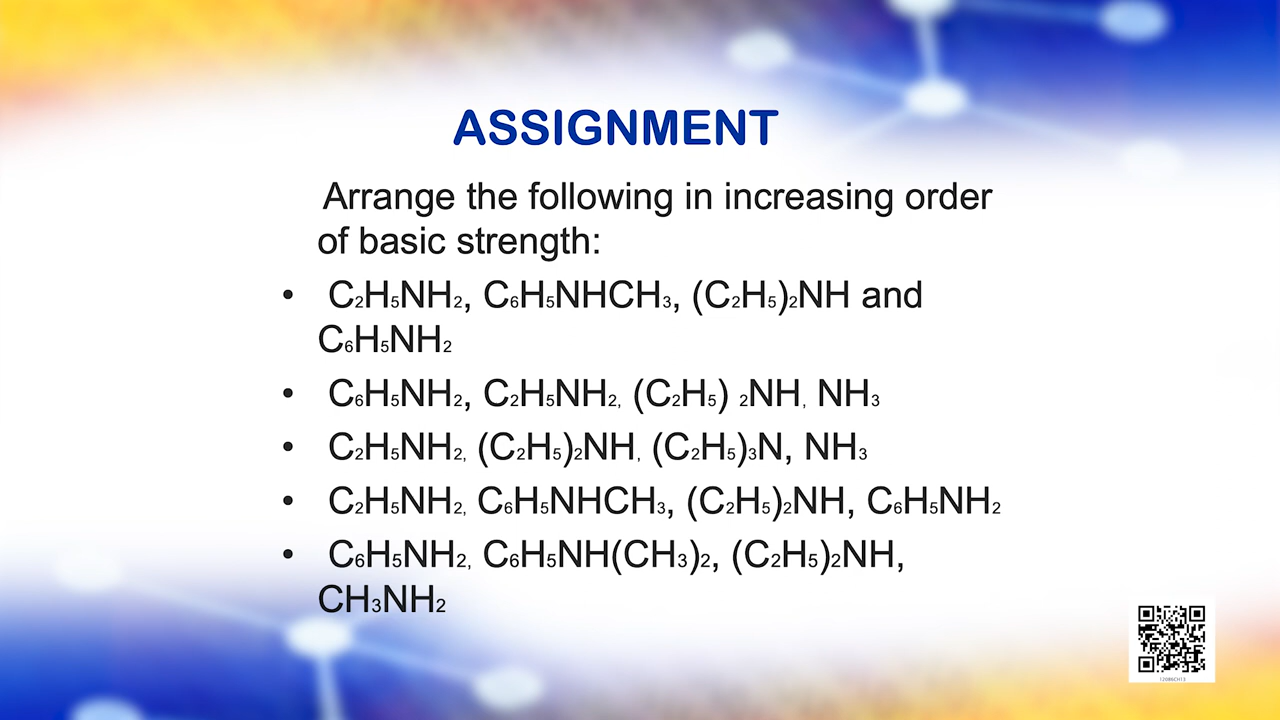 ASSIGNMENT
Arrange the following in increasing order
of basic strength:
• C₂H₅NH₂, C₆H₅NHCH₃, (C₂H₅)₂NH and
C₆H₅NH₂
• C₆H₅NH₂, C₂H₅NH₂, (C₂H₅) ₂NH, NH₃
• C₂H₅NH₂, (C₂H₅)₂NH, (C₂H₅)₃N, NH₃
• C₂H₅NH₂, C₆H₅NHCH₃, (C₂H₅)₂NH, C₆H₅NH₂
• C₆H₅NH₂, C₆H₅NH(CH₃)₂, (C₂H₅)₂NH,
CH₃NH₂
12086CH13